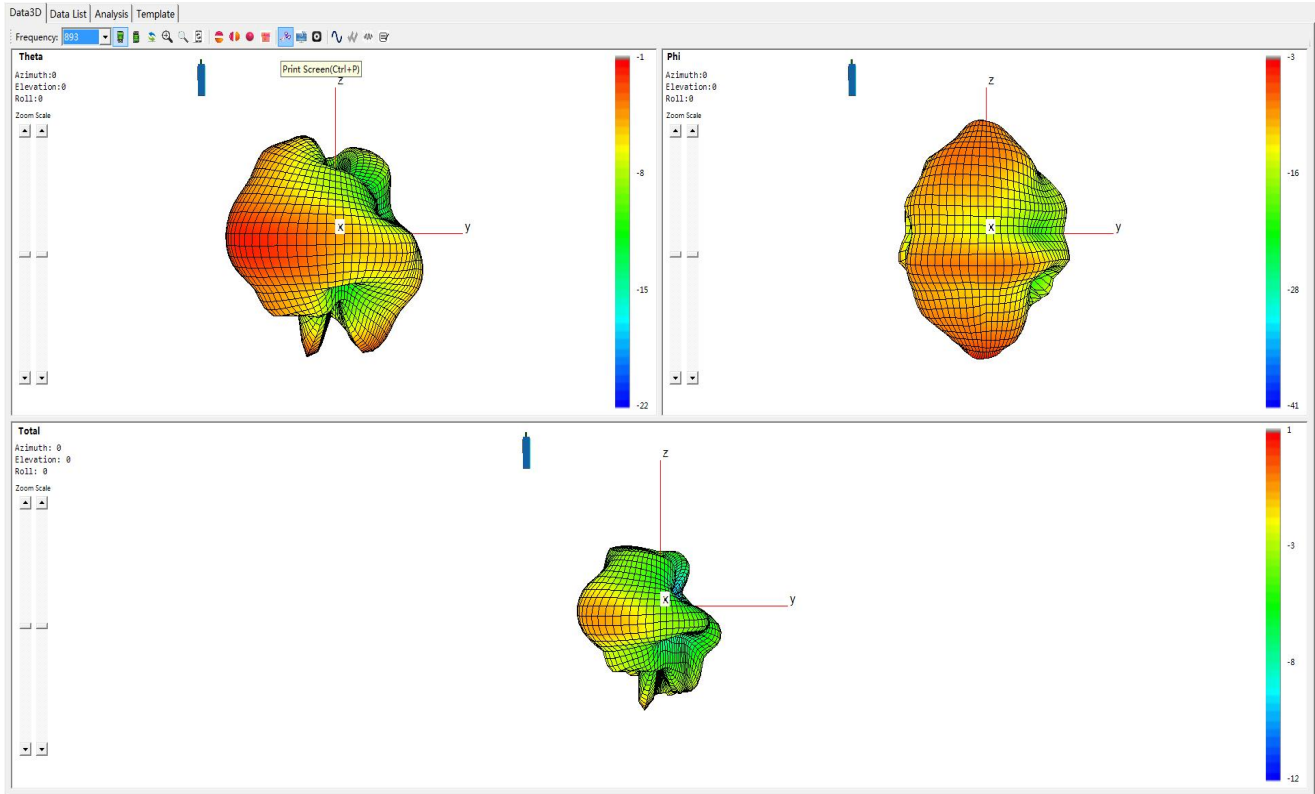 Data3D Data List Analysis Template
Frequency: 893
Print Screen(Ctrl+P)
Theta
Azimuth:0
Elevation:0
Roll:0
Zoom Scale
z
x
y
-1
-8
-15
-22
Phi
Azimuth:0
Elevation:0
Roll:0
Zoom Scale
z
x
y
-3
-16
-28
-41
Total
Azimuth: 0
Elevation: 0
Roll: 0
Zoom Scale
z
x
y
1
-3
-8
-12